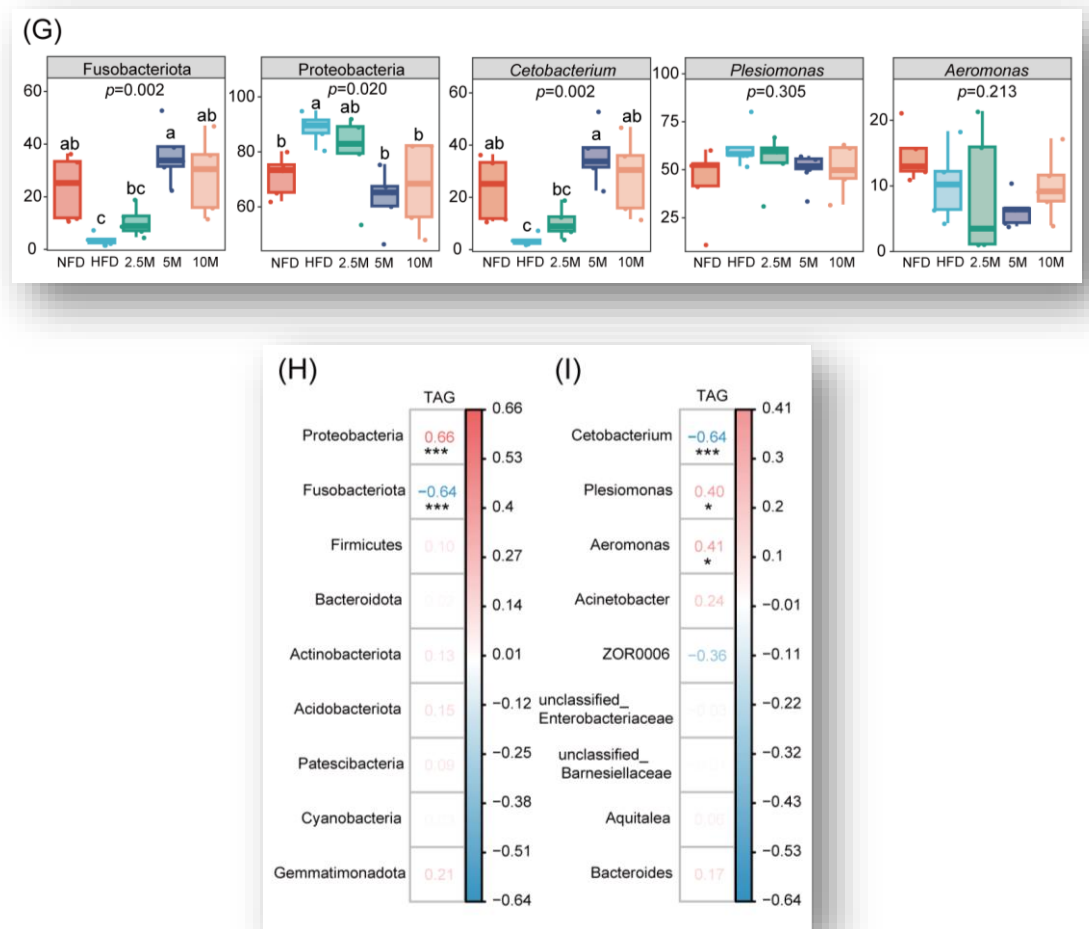 (G)
Fusobacteriota
p=0.002
40
20
0
ab
c
bc
a
ab
NFD HFD 2.5M 5M 10M
Proteobacteria
p=0.020
100
80
60
b
a
ab
b
b
NFD HFD 2.5M 5M 10M
Cetobacterium
p=0.002
60
40
20
0
ab
c
bc
a
ab
NFD HFD 2.5M 5M 10M
Plesiomonas
p=0.305
100
75
50
25
NFD HFD 2.5M 5M 10M
Aeromonas
p=0.213
20
10
0
NFD HFD 2.5M 5M 10M
(H)
TAG
Proteobacteria 0.66
***
Fusobacteriota −0.64
***
Firmicutes 0.10
Bacteroidota
Actinobacteriota 0.13
Acidobacteriota 0.15
Patescibacteria 0.09
Cyanobacteria
Gemmatimonadota 0.21
0.66
0.53
0.4
0.27
0.14
0.01
−0.12
−0.25
−0.38
−0.51
−0.64
(I)
TAG
Cetobacterium −0.64
***
Plesiomonas 0.40
*
Aeromonas 0.41
*
Acinetobacter 0.24
ZOR0006 −0.36
unclassified_
Enterobacteriaceae
unclassified_
Barnesiellaceae
Aquitalea 0.06
Bacteroides 0.17
0.41
0.3
0.2
0.1
−0.01
−0.11
−0.22
−0.32
−0.43
−0.53
−0.64